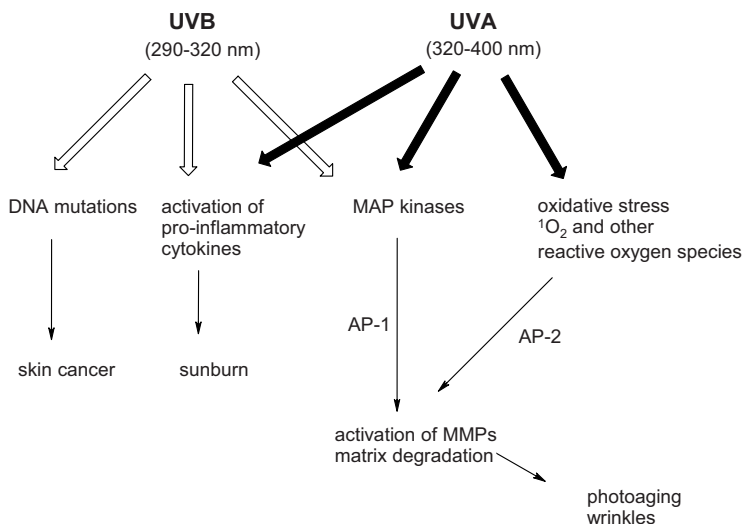 UVB
(290-320 nm)
UVA
(320-400 nm)
DNA mutations
activation of
pro-inflammatory
cytokines
MAP kinases
oxidative stress
¹O₂ and other
reactive oxygen species
AP-1
AP-2
skin cancer
sunburn
activation of MMPs
matrix degradation
photoaging
wrinkles